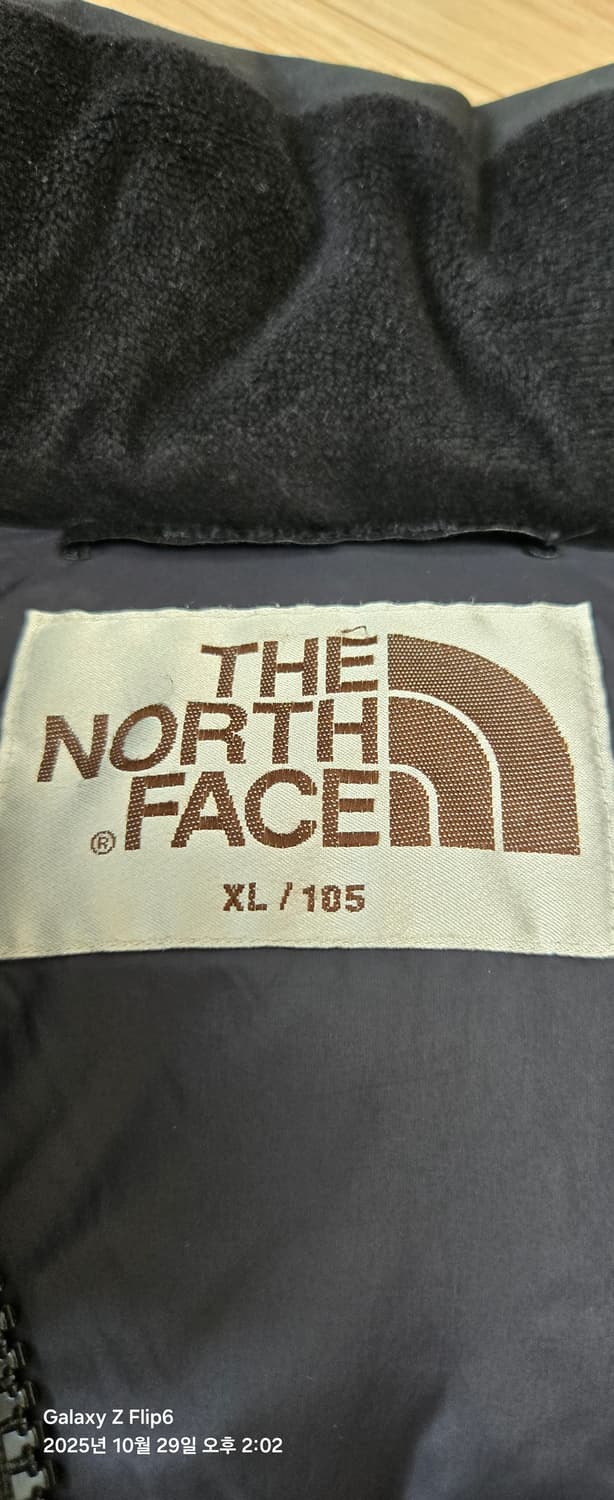 THE
NORTH
FACE
®
XL / 105
Galaxy Z Flip6
2025년 10월 29일 오후 2:02